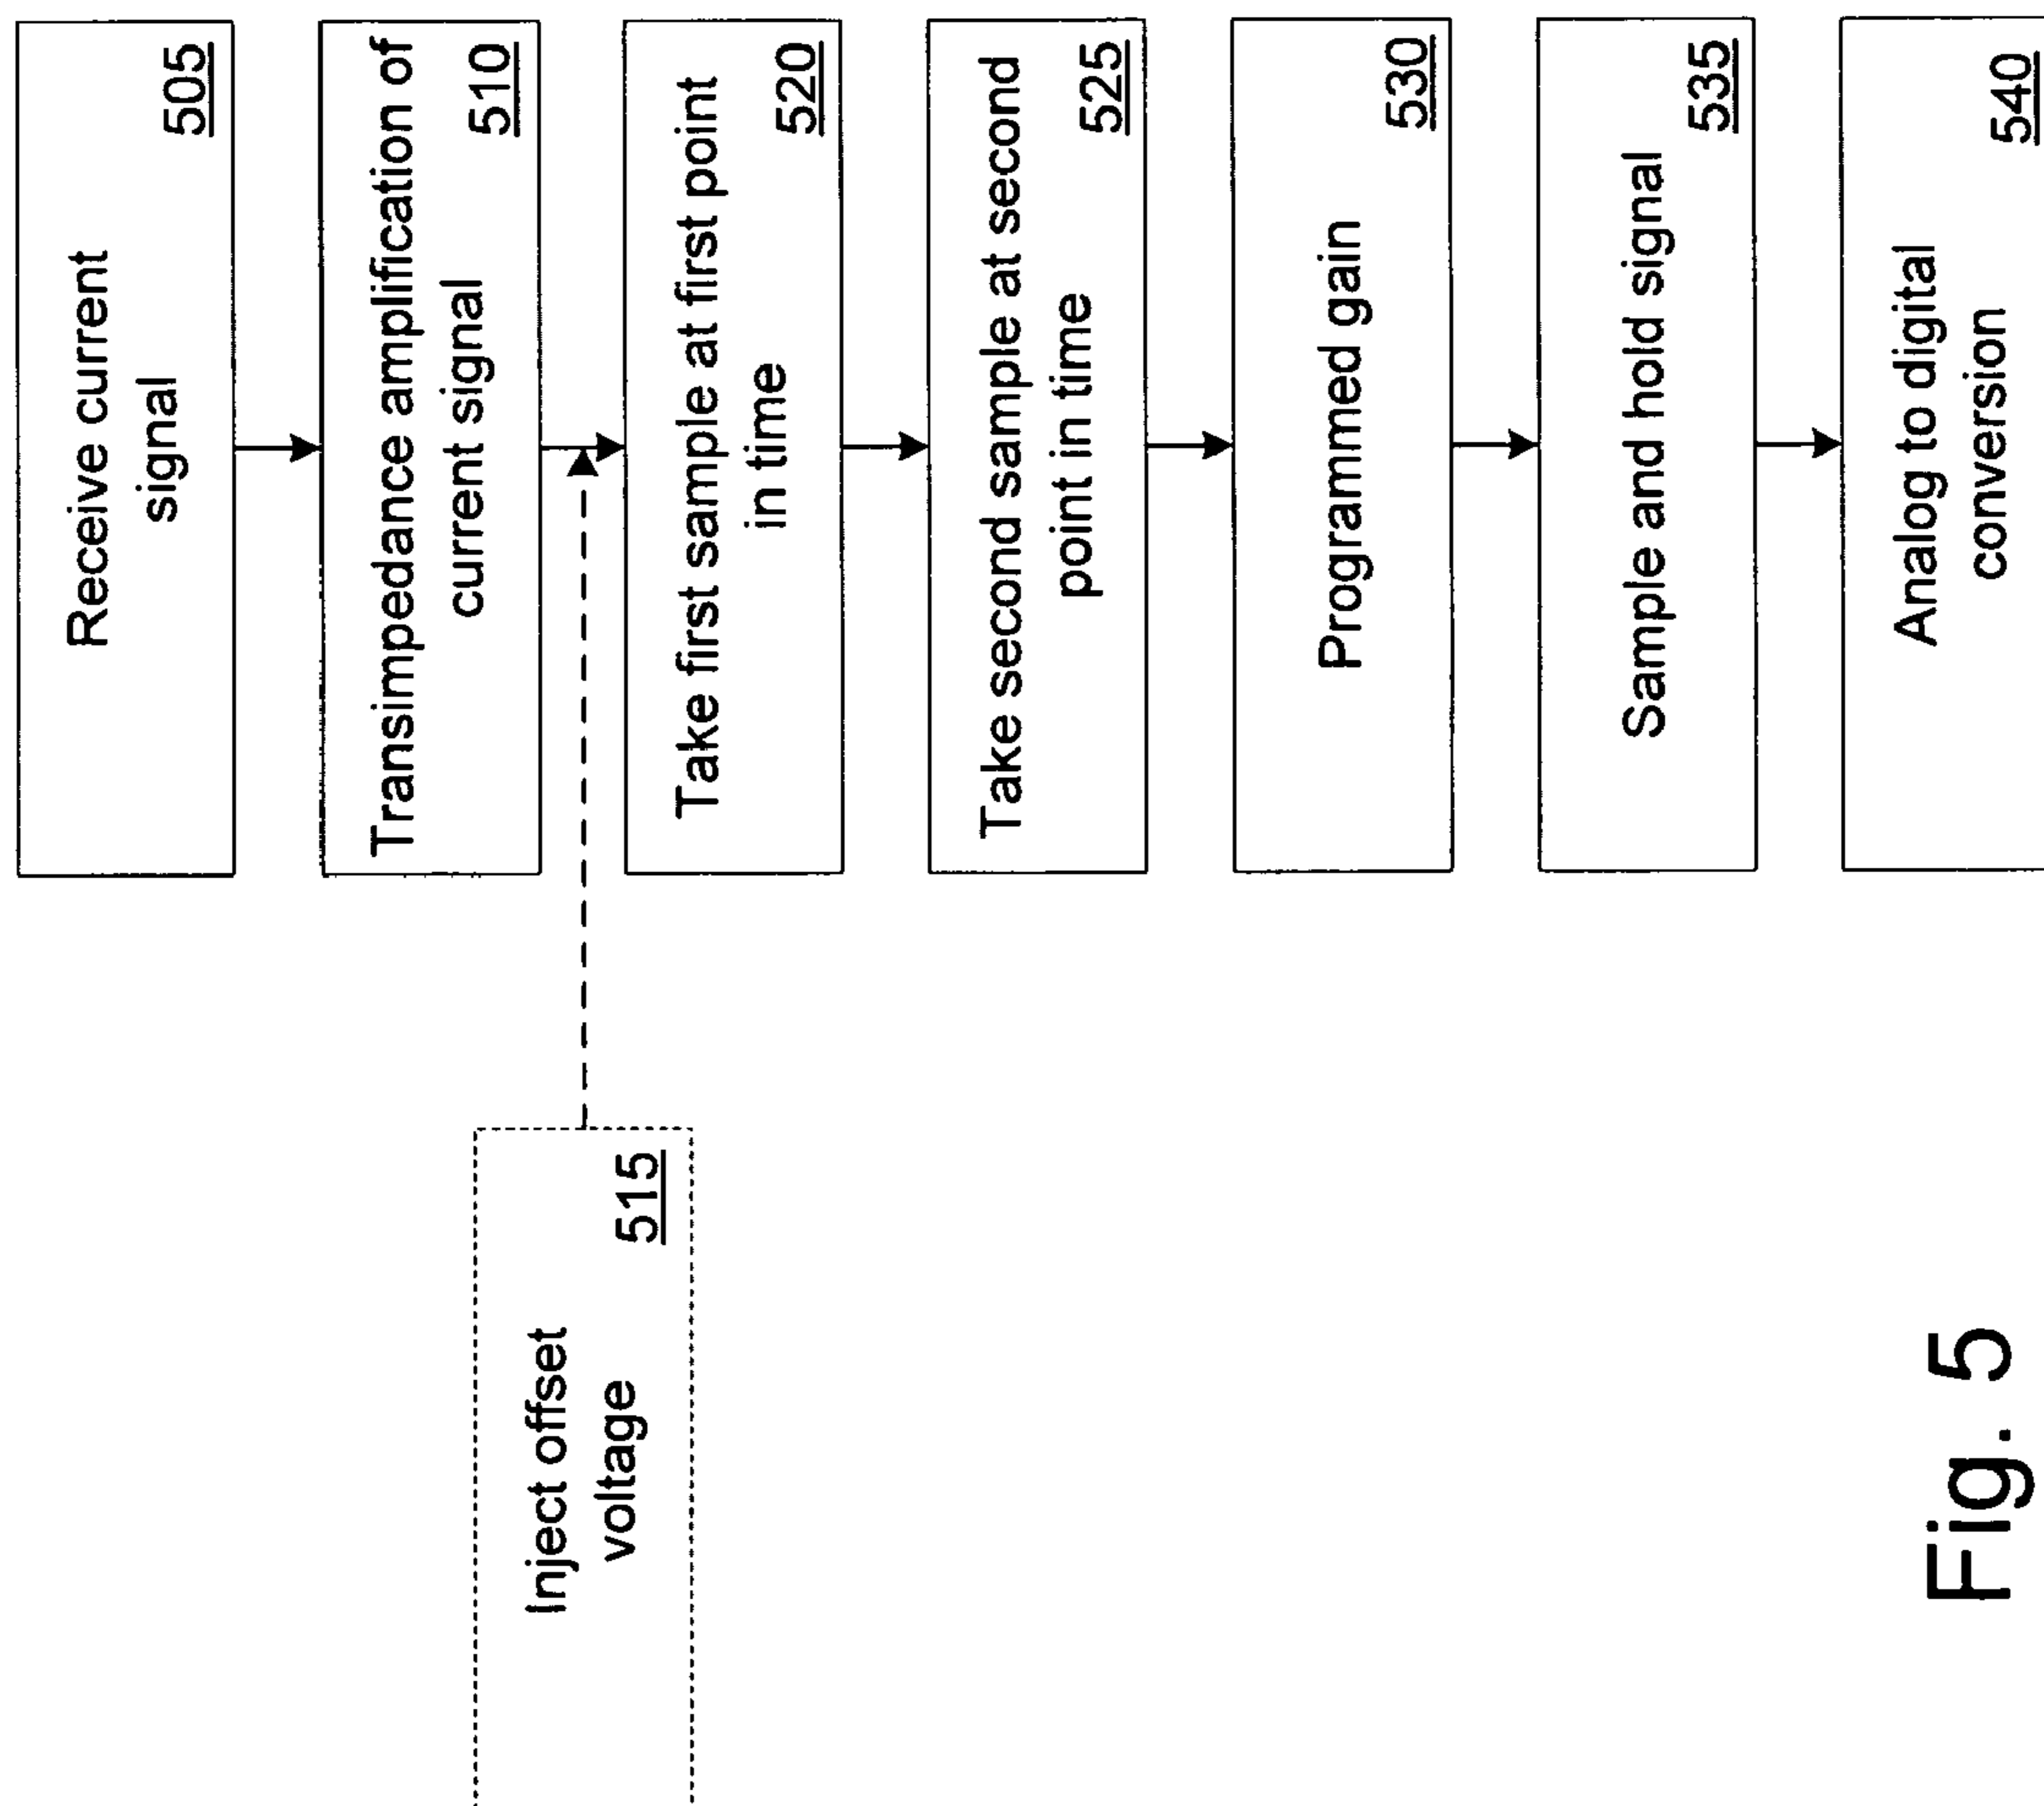 Receive current
signal
505
Transimpedance amplification of
current signal
510
Inject offset
voltage
515
Take first sample at first point
in time
520
Take second sample at second
point in time
525
Programmed gain
530
Sample and hold signal
535
Analog to digital
conversion
540
Fig. 5